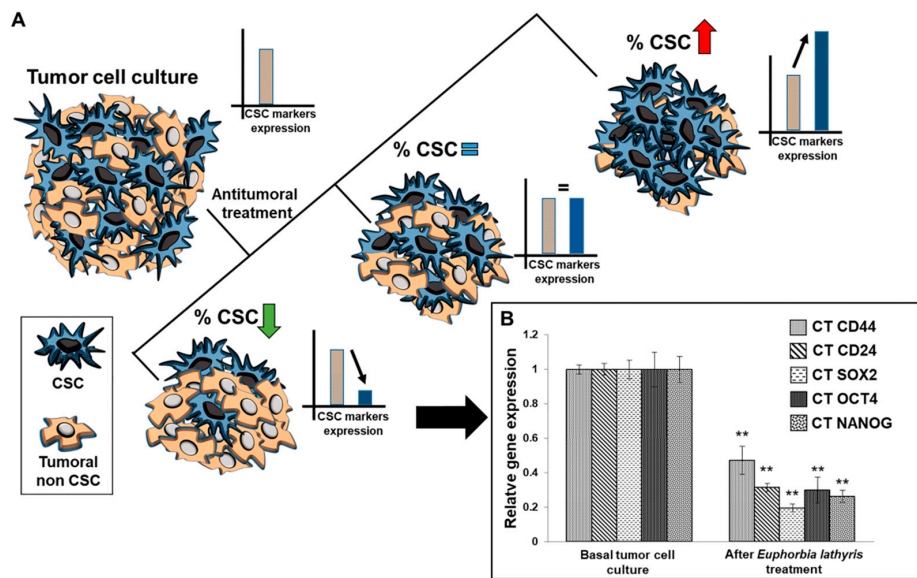 A
Tumor cell culture
CSC markers
expression
Antitumoral
treatment
% CSC
CSC markers
expression
% CSC =
=
CSC markers
expression
% CSC
CSC markers
expression
CSC
Tumoral
non CSC
B
Relatve gene expression
1.2
1
0.8
0.6
0.4
0.2
0
CT CD44
CT CD24
CT SOX2
CT OCT4
CT NANOG
**
**
**
**
**
Basal tumor cell
culture
After Euphorbia lathyris
treatment